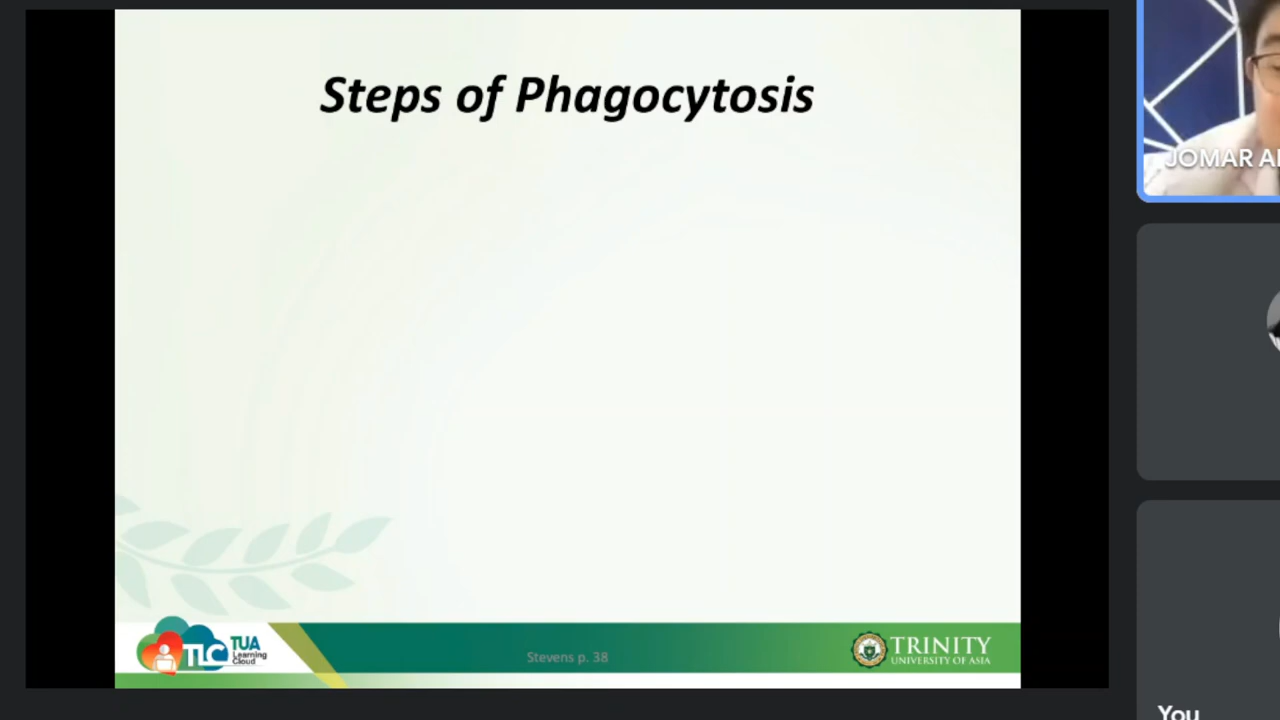 Steps of Phagocytosis
JOMAR
TLC
TUA
Learning
Cloud
Stevens p. 38
TRINITY
UNIVERSITY OF ASIA
You